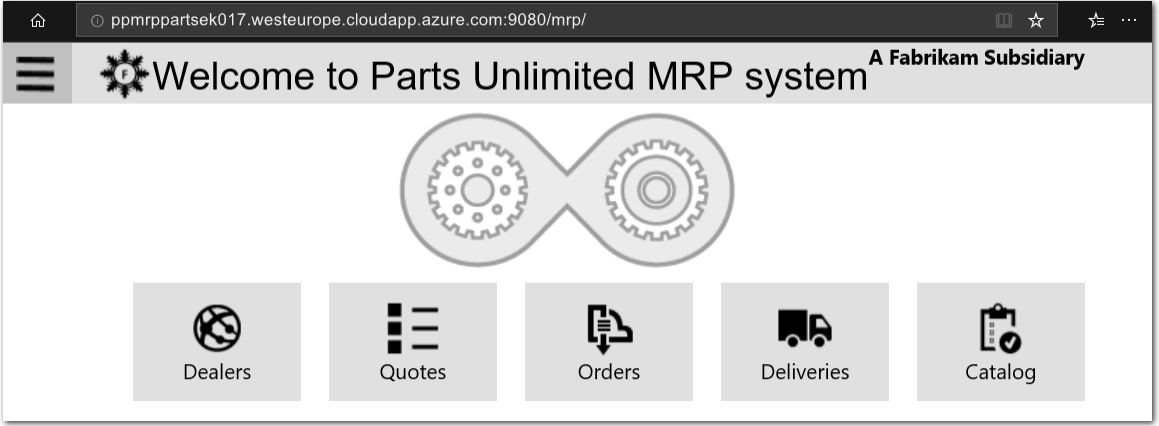 ppmrppartsek017.westeurope.cloudapp.azure.com:9080/mrp/
F
Welcome to Parts Unlimited MRP system
A Fabrikam Subsidiary
Dealers
Quotes
Orders
Deliveries
Catalog